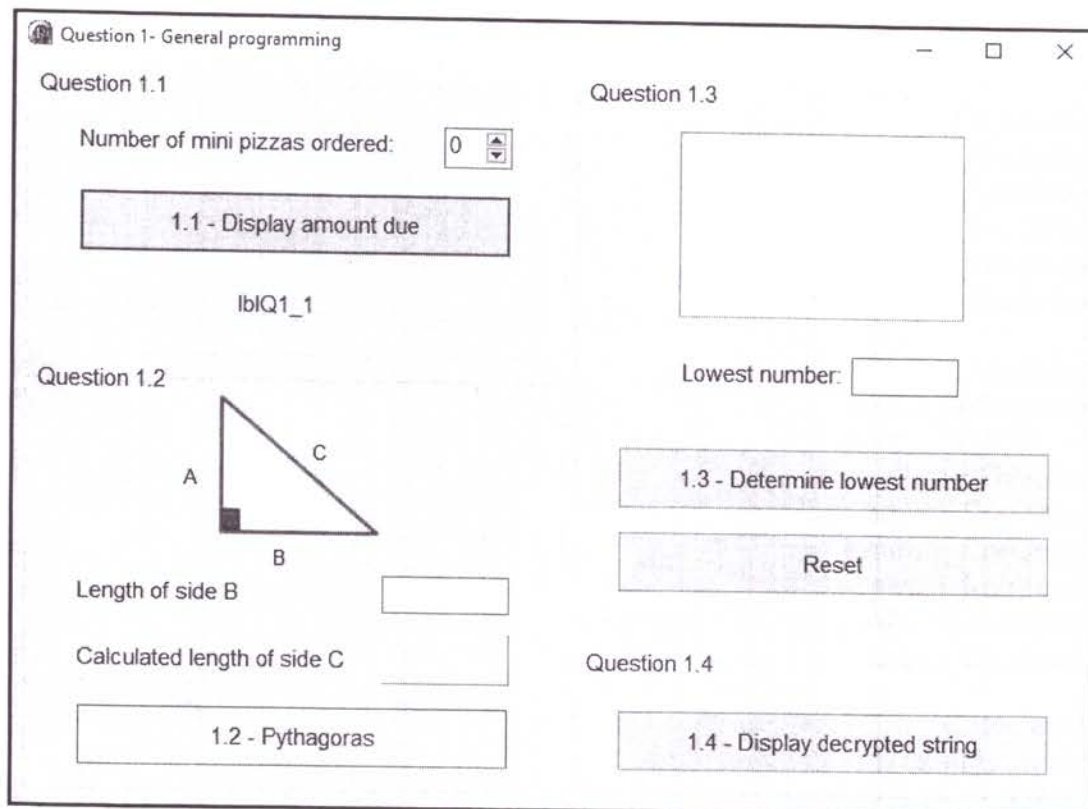 Question 1- General programming
Question 1.1
Number of mini pizzas ordered: 0
1.1 - Display amount due
lblQ1_1
Question 1.2
A
C
B
Length of side B
Calculated length of side C
1.2 - Pythagoras
Question 1.3
Lowest number:
1.3 - Determine lowest number
Reset
Question 1.4
1.4 - Display decrypted string